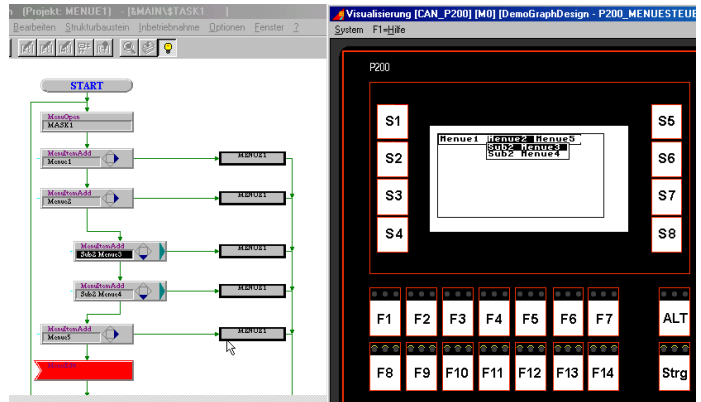 (Projekt: MENUE1) - [&MAIN\$TASK1 ]
Bearbeiten Strukturbaustein Inbetriebnahme Optionen Fenster ?
START
MenuOpen
MASK1
MenuItemAdd
Menue1
MENUE1
MenuItemAdd
Menue2
MENUE1
MenuItemAdd
Sub2 Menue3
MENUE1
MenuItemAdd
Sub2 Menue4
MENUE1
MenuItemAdd
Menue5
MENUE1
Visualisierung [CAN_P200] [M0] [DemoGraphDesign - P200_MENUESTEUE
System F1=Hilfe
P200
S1 S5
Menue1 Menue2 Menue5
Sub2 Menue3
Sub2 Menue4
S2 S6
S3 S7
S4 S8
F1 F2 F3 F4 F5 F6 F7 ALT
F8 F9 F10 F11 F12 F13 F14 Strg